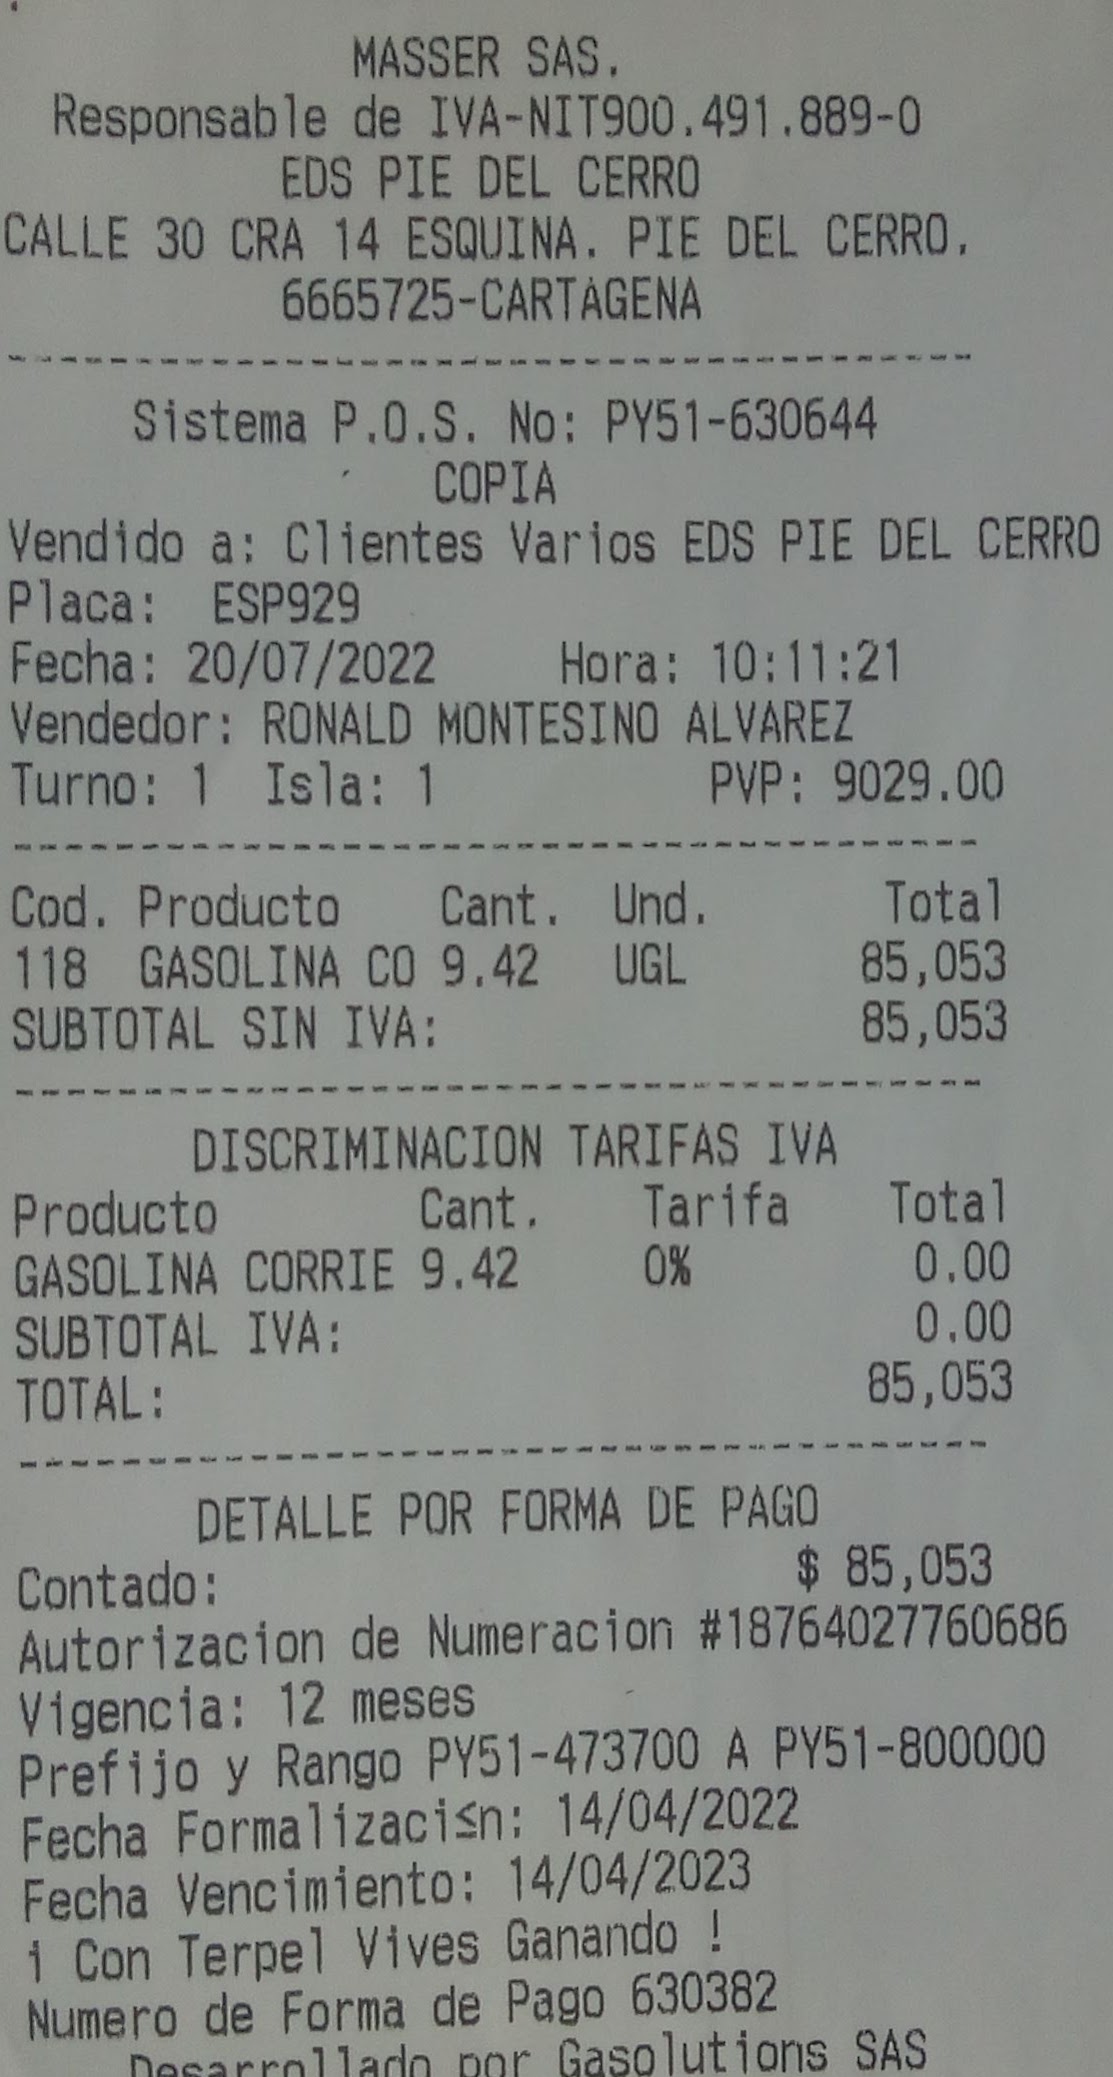 MASSER SAS.
Responsable de IVA-NIT900.491.889-0
EDS PIE DEL CERRO
CALLE 30 CRA 14 ESQUINA. PIE DEL CERRO.
6665725-CARTAGENA
Sistema P.O.S. No: PY51-630644
COPIA
Vendido a: Clientes Varios EDS PIE DEL CERRO
Placa: ESP929
Fecha: 20/07/2022 Hora: 10:11:21
Vendedor: RONALD MONTESINO ALVAREZ
Turno: 1 Isla: 1 PVP: 9029.00
Cod. Producto Cant. Und. Total
118 GASOLINA CO 9.42 UGL 85,053
SUBTOTAL SIN IVA: 85,053
DISCRIMINACION TARIFAS IVA
Producto Cant. Tarifa Total
GASOLINA CORRIE 9.42 0% 0.00
SUBTOTAL IVA: 0.00
TOTAL: 85,053
DETALLE POR FORMA DE PAGO
Contado: $ 85,053
Autorizacion de Numeracion #18764027760686
Vigencia: 12 meses
Prefijo y Rango PY51-473700 A PY51-800000
Fecha Formalizaci≤n: 14/04/2022
Fecha Vencimiento: 14/04/2023
¡ Con Terpel Vives Ganando !
Numero de Forma de Pago 630382
Desarrollado por Gasolutions SAS